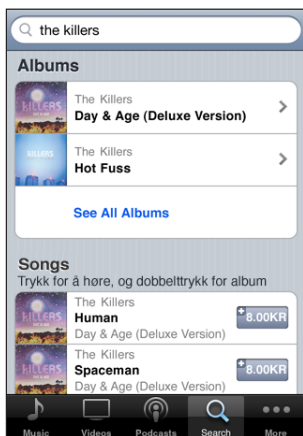 the killers
Albums
The Killers
Day & Age (Deluxe Version)
The Killers
Hot Fuss
See All Albums
Songs
Trykk for å høre, og dobbelttrykk for album
The Killers
Human
Day & Age (Deluxe Version)
8.00KR
The Killers
Spaceman
Day & Age (Deluxe Version)
8.00KR
Music Videos Podcasts Search More